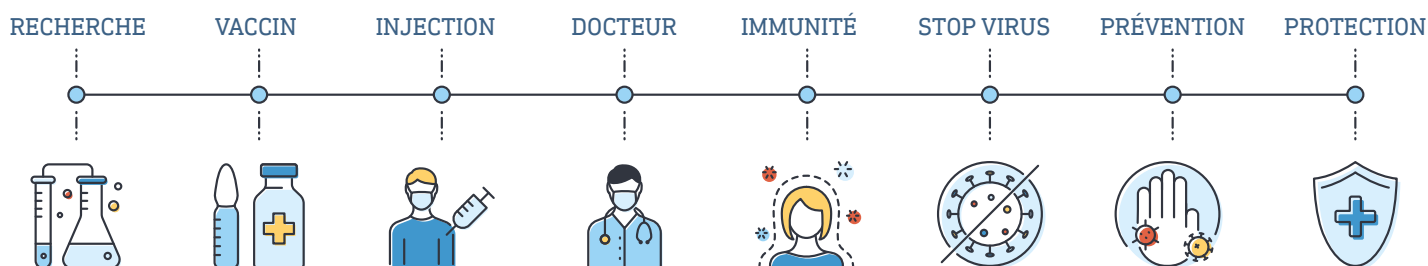 RECHERCHE
VACCIN
INJECTION
DOCTEUR
IMMUNITÉ
STOP VIRUS
PRÉVENTION
PROTECTION